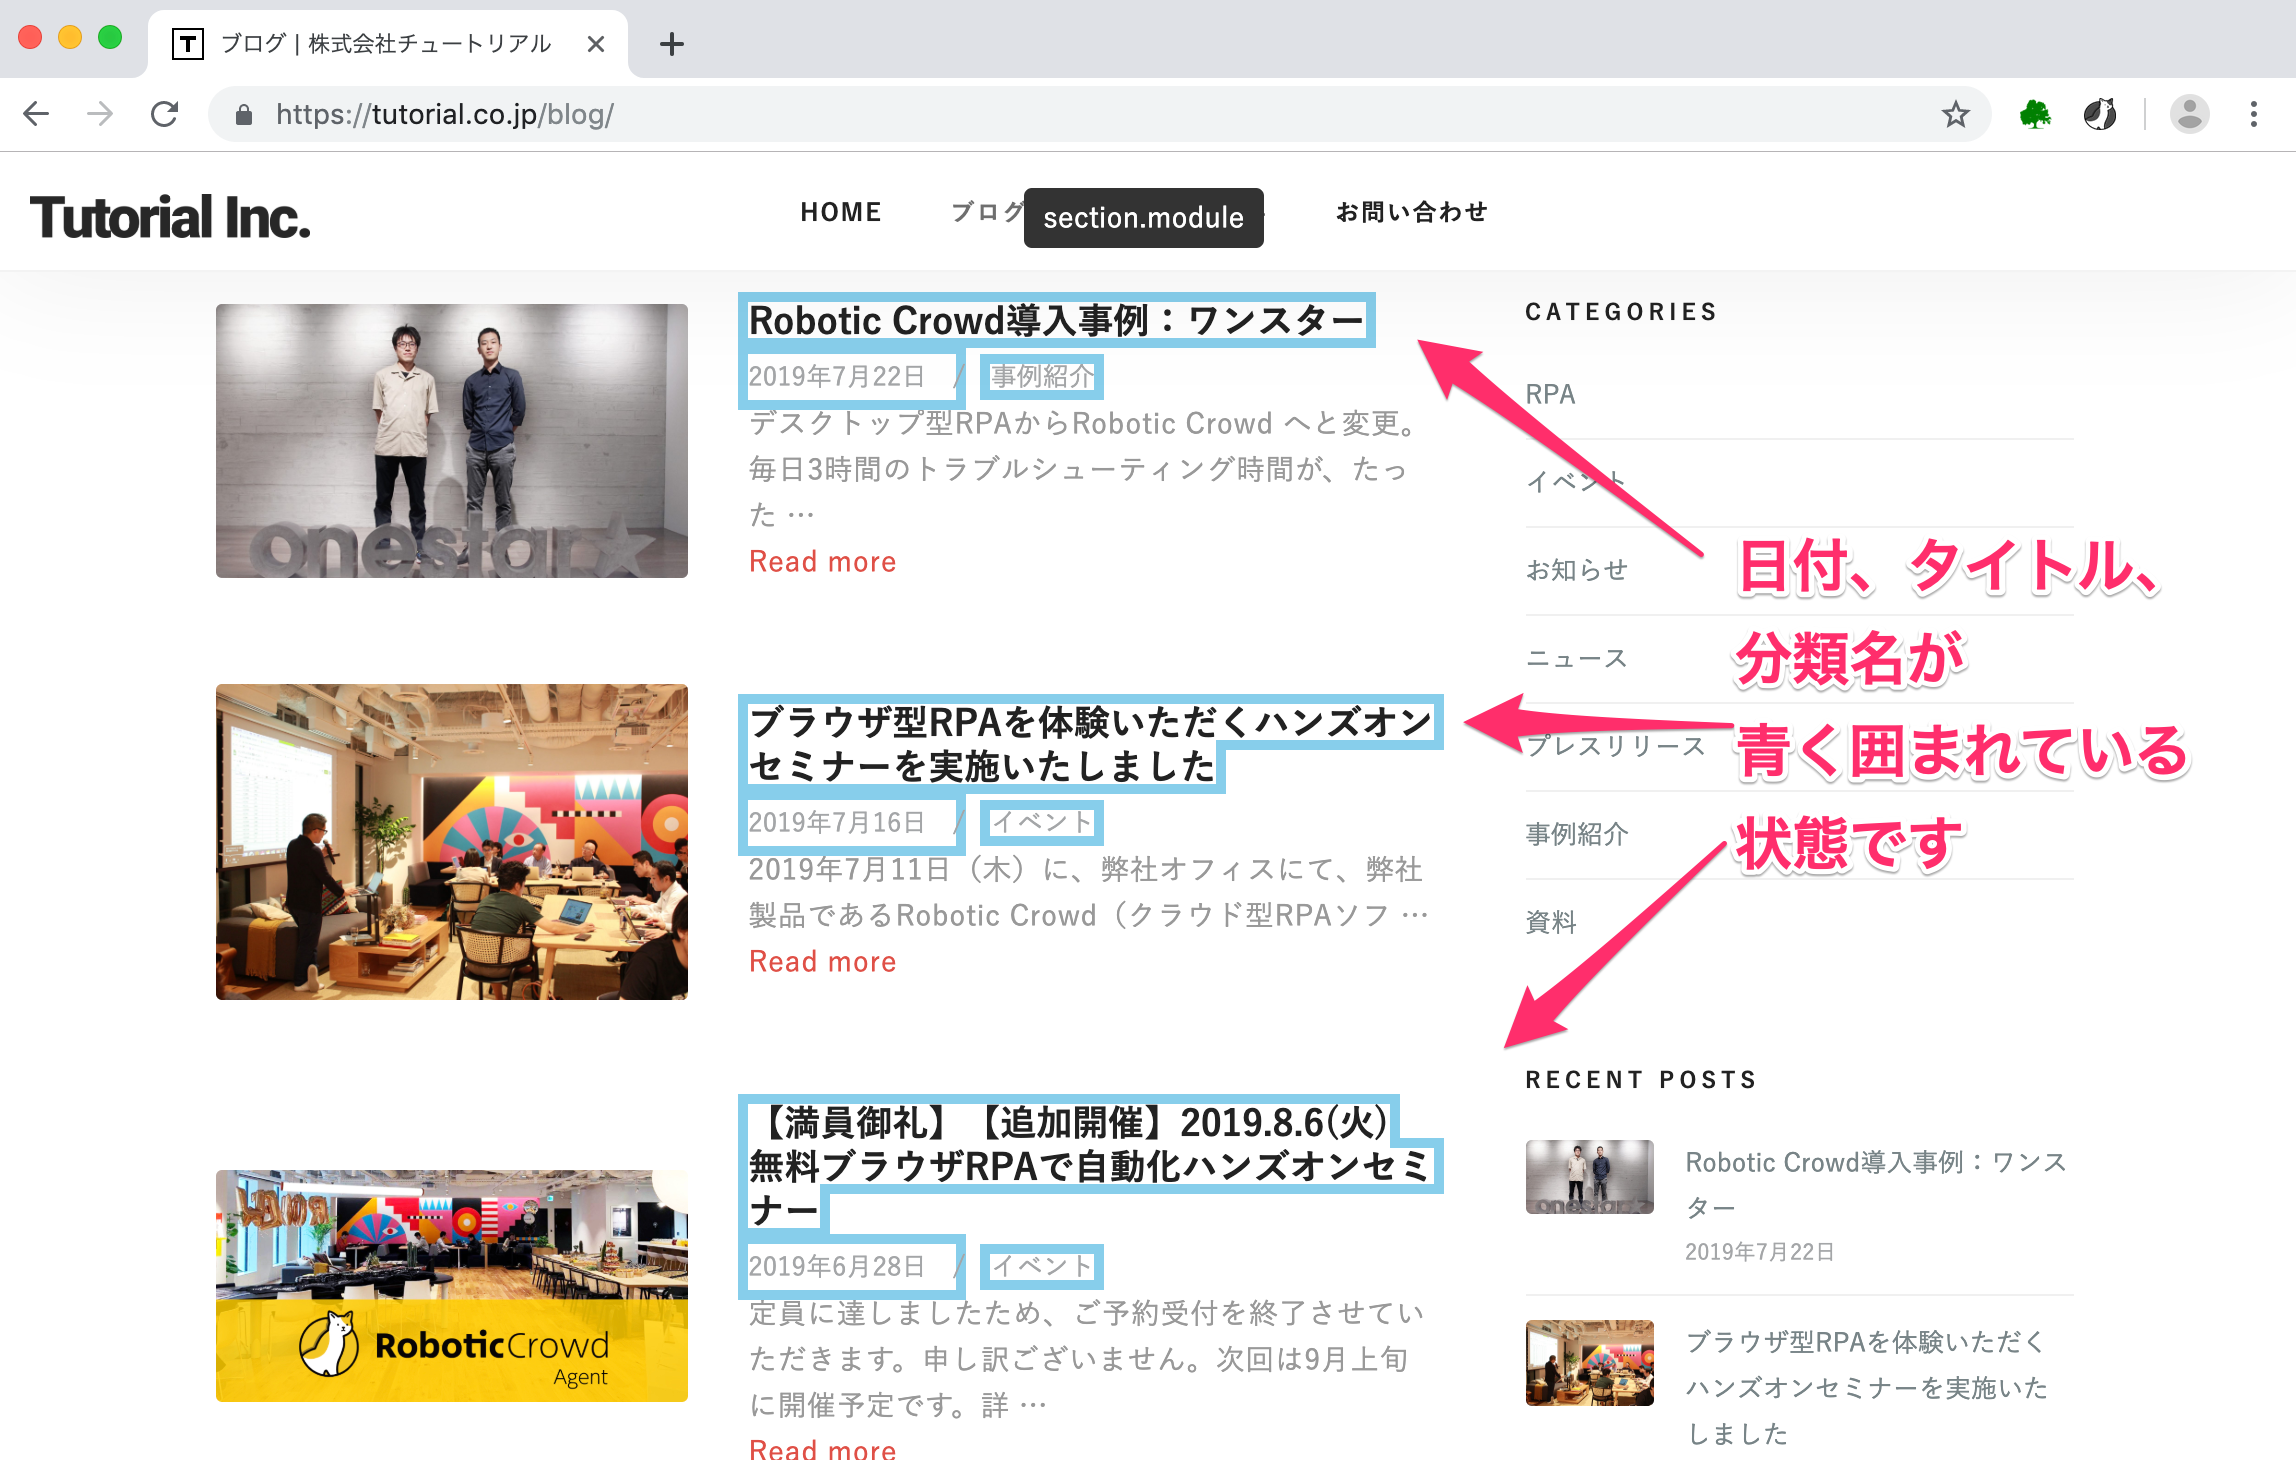 ブログ | 株式会社チュートリアル
https://tutorial.co.jp/blog/
Tutorial Inc.
HOME
ブログ
section.module
お問い合わせ
Robotic Crowd導入事例：ワンスター
2019年7月22日 / 事例紹介
デスクトップ型RPAからRobotic Crowd へと変更。
毎日3時間のトラブルシューティング時間が、たっ
た …
Read more
onestar
ブラウザ型RPAを体験いただくハンズオン
セミナーを実施いたしました
2019年7月16日 / イベント
2019年7月11日（木）に、弊社オフィスにて、弊社
製品であるRobotic Crowd（クラウド型RPAソフ …
Read more
【満員御礼】【追加開催】2019.8.6(火)
無料ブラウザRPAで自動化ハンズオンセミ
ナー
2019年6月28日 / イベント
定員に達しましたため、ご予約受付を終了させてい
ただきます。申し訳ございません。次回は9月上旬
に開催予定です。詳 …
Read more
RoboticCrowd
Agent
CATEGORIES
RPA
イベント
お知らせ
ニュース
プレスリリース
事例紹介
資料
日付、タイトル、
分類名が
青く囲まれている
状態です
RECENT POSTS
onestar
Robotic Crowd導入事例：ワンス
ター
2019年7月22日
ブラウザ型RPAを体験いただく
ハンズオンセミナーを実施いた
しました